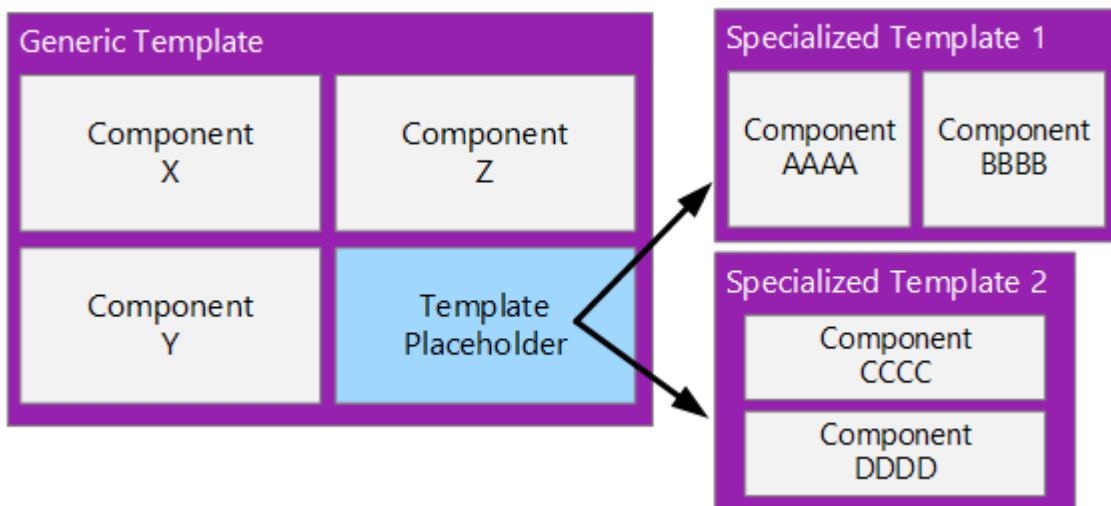 Generic Template
Component
X
Component
Z
Component
Y
Template
Placeholder
Specialized Template 1
Component
AAAA
Component
BBBB
Specialized Template 2
Component
CCCC
Component
DDDD